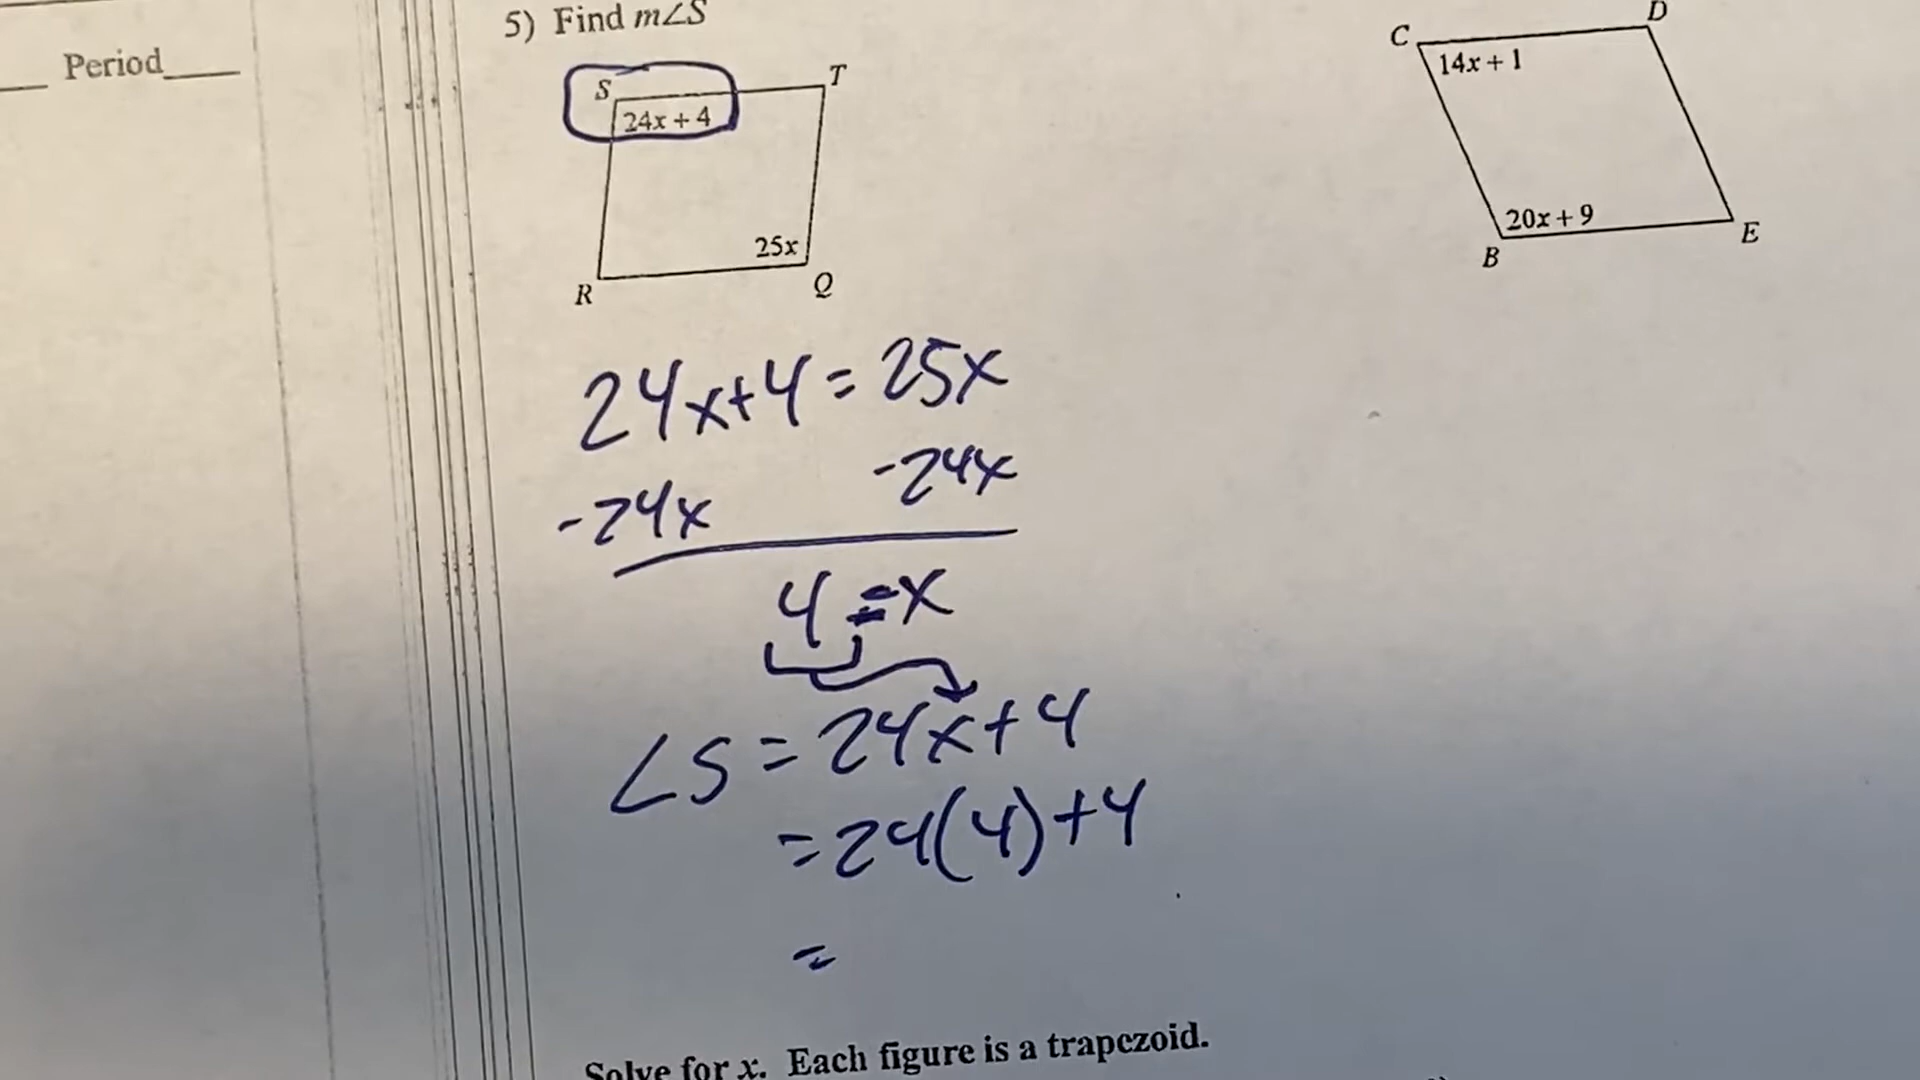 Period
5) Find m∠S
S
T
24x + 4
25x
R
Q
C
D
14x + 1
20x + 9
B
E
24x+4 = 25x
-24x -24x
4 = x
∠S = 24x+4
= 24(4)+4
=
Solve for x. Each figure is a trapezoid.